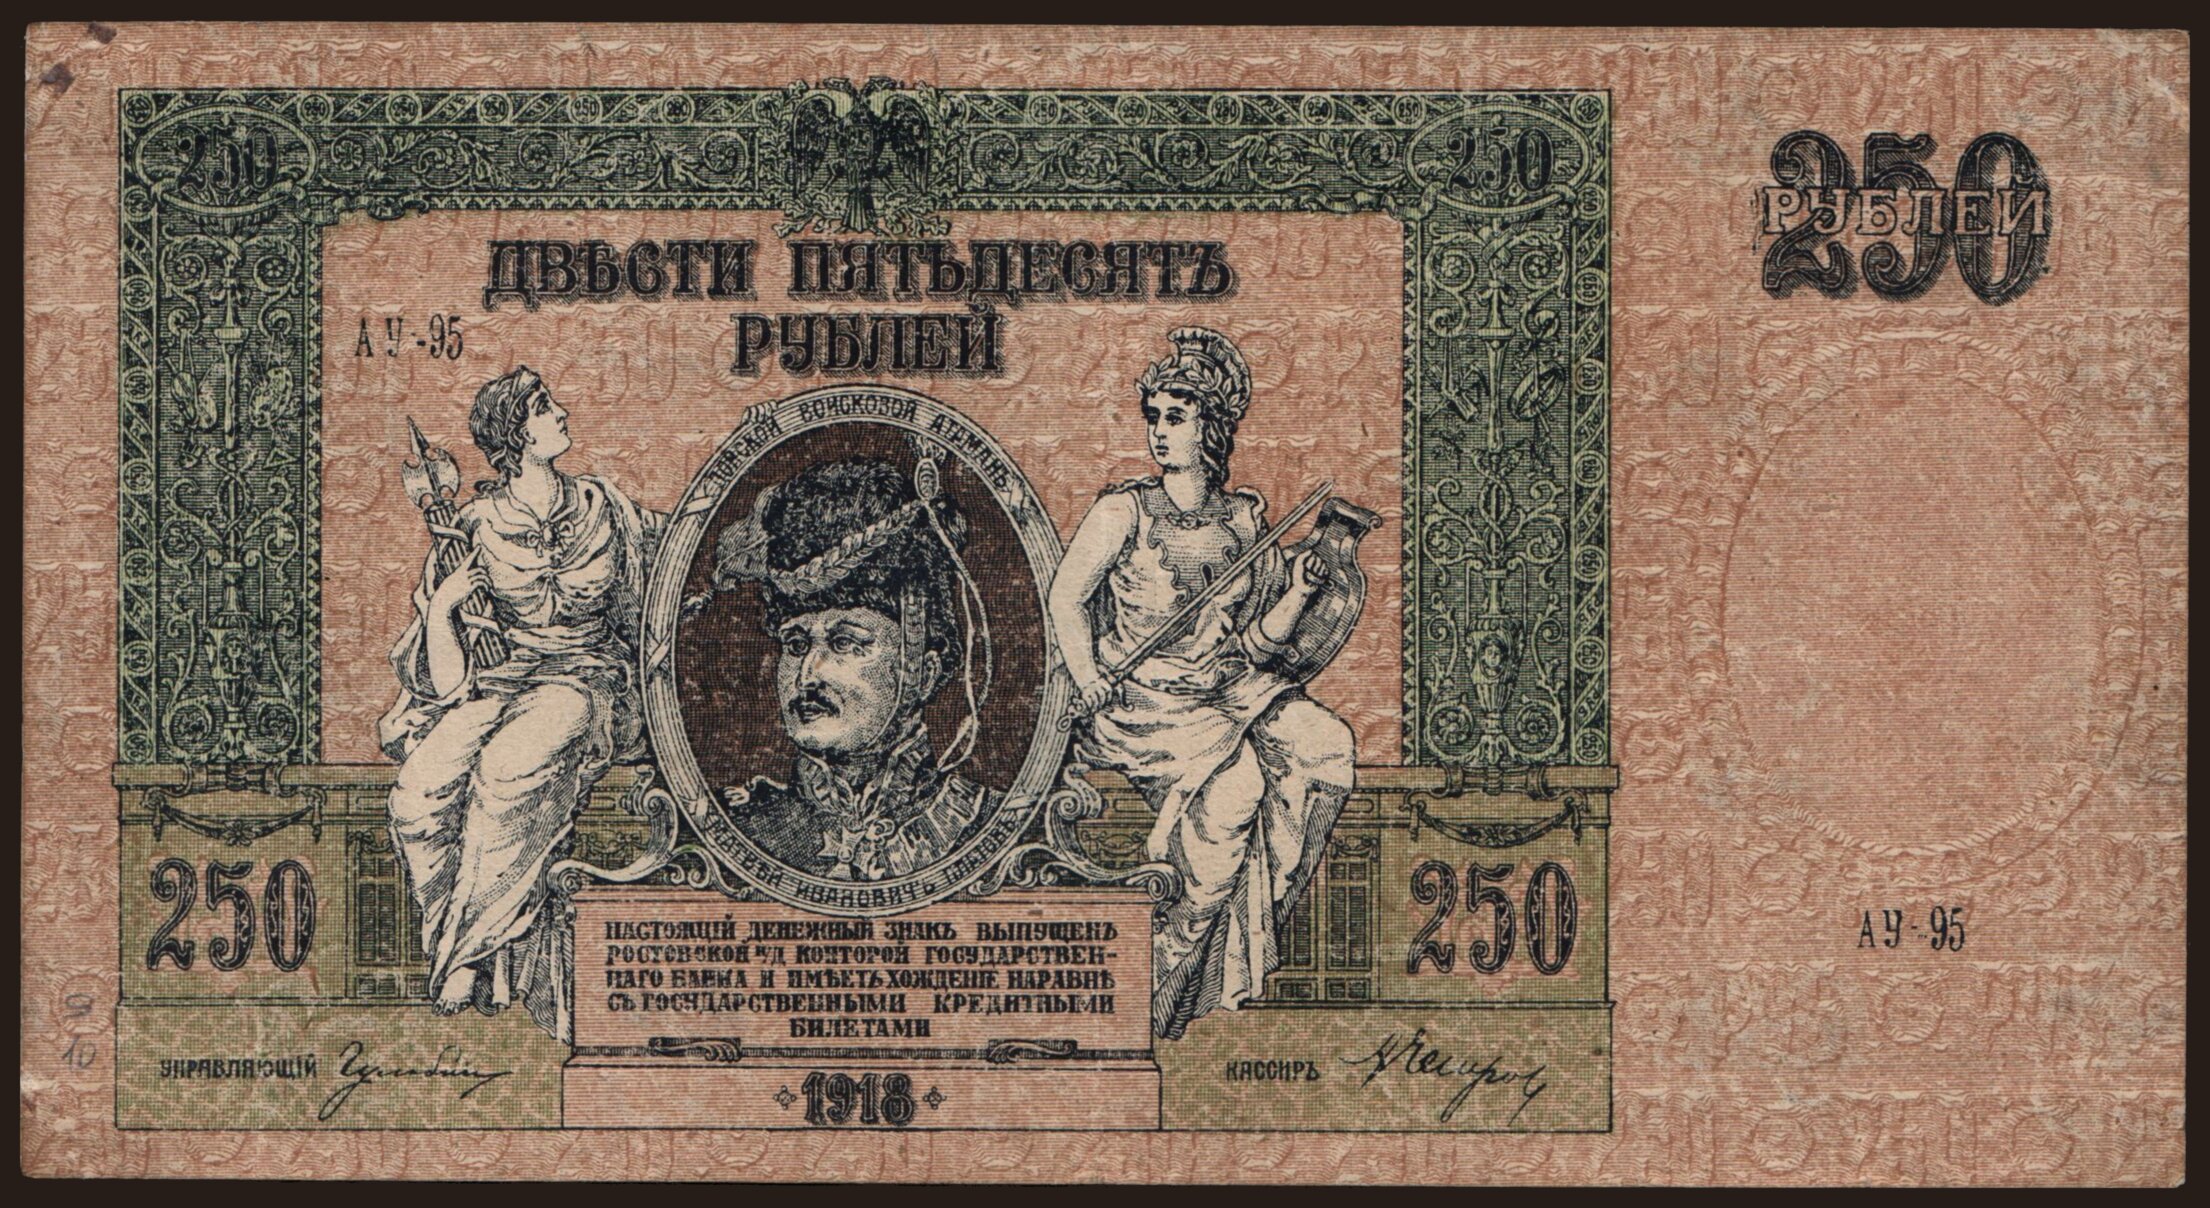 250
250
250
РУБЛЕЙ
ДВѢСТИ ПЯТЬДЕСЯТЪ
РУБЛЕЙ
АУ-95
ДОНСКОЙ ВОЙСКОВОЙ АТАМАНЪ
МАТВѢЙ ИВАНОВИЧЪ ПЛАТОВЪ
250
250
АУ-95
НАСТОЯЩІЙ ДЕНЕЖНЫЙ ЗНАКЪ ВЫПУЩЕНЪ
РОСТОВСКОЙ н/Д КОНТОРОЙ ГОСУДАРСТВЕН-
НАГО БАНКА И ИМѢЕТЪ ХОЖДЕНІЕ НАРАВНѢ
СЪ ГОСУДАРСТВЕННЫМИ КРЕДИТНЫМИ
БИЛЕТАМИ
УПРАВЛЯЮЩІЙ
КАССИРЪ
1918
9
10